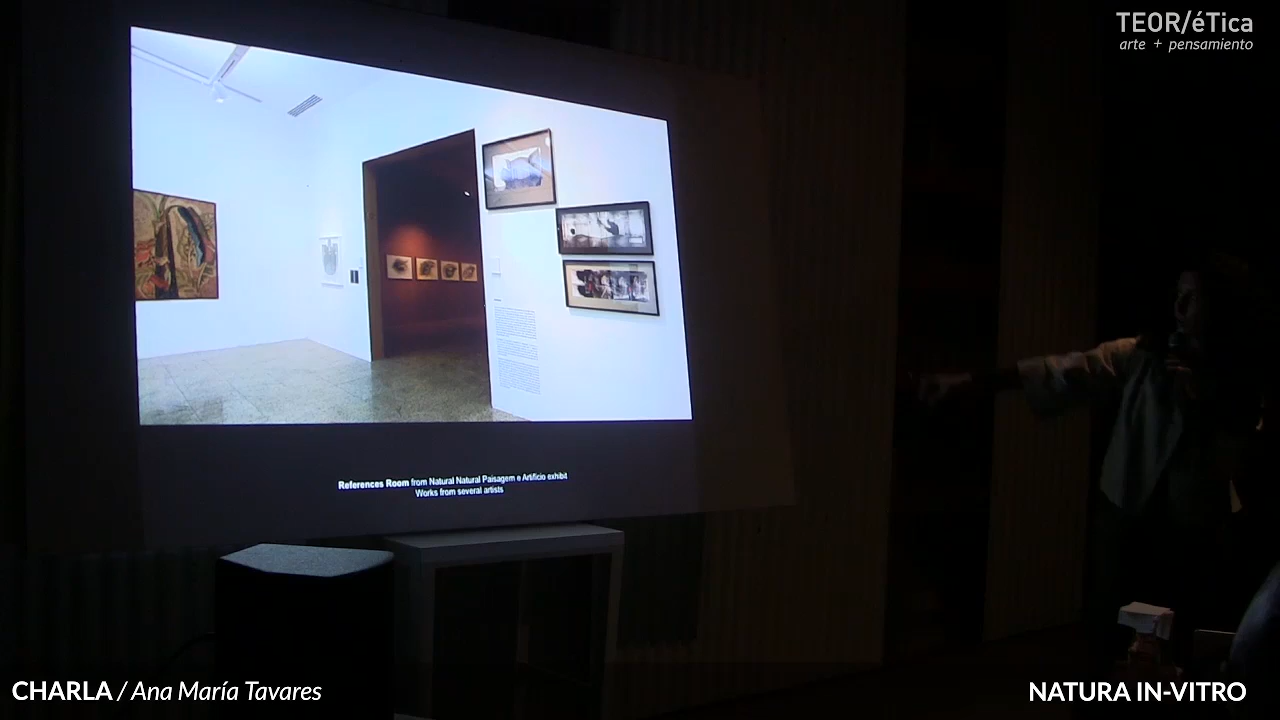 TEOR/éTica
arte + pensamiento
References Room from Natural Natural Paisagem e Artifício exhibit
Works from several artists
CHARLA / Ana María Tavares
NATURA IN-VITRO